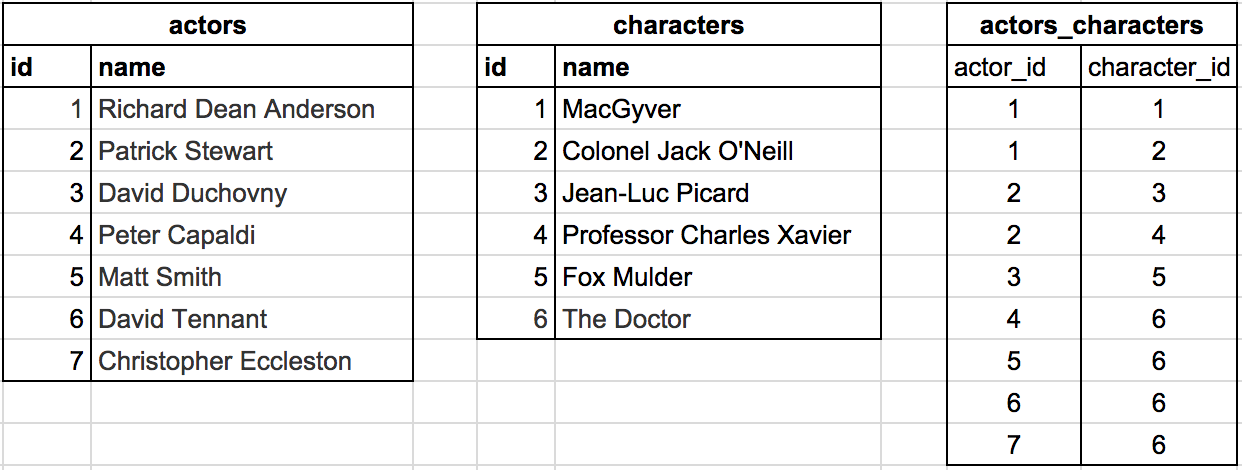 actors characters actors_characters
id name id name actor_id character_id
1 Richard Dean Anderson 1 MacGyver 1 1
2 Patrick Stewart 2 Colonel Jack O'Neill 1 2
3 David Duchovny 3 Jean-Luc Picard 2 3
4 Peter Capaldi 4 Professor Charles Xavier 2 4
5 Matt Smith 5 Fox Mulder 3 5
6 David Tennant 6 The Doctor 4 6
7 Christopher Eccleston 5 6
6 6
7 6